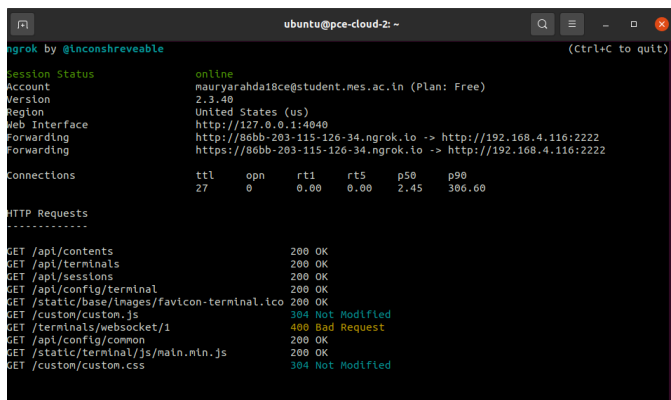 ubuntu@pce-cloud-2: ~
ngrok by @inconshreveable (Ctrl+C to quit)
Session Status online
Account mauryarahda18ce@student.mes.ac.in (Plan: Free)
Version 2.3.40
Region United States (us)
Web Interface http://127.0.0.1:4040
Forwarding http://86bb-203-115-126-34.ngrok.io -> http://192.168.4.116:2222
Forwarding https://86bb-203-115-126-34.ngrok.io -> http://192.168.4.116:2222
Connections ttl opn rt1 rt5 p50 p90
27 0 0.00 0.00 2.45 306.60
HTTP Requests
-------------
GET /api/contents 200 OK
GET /api/terminals 200 OK
GET /api/sessions 200 OK
GET /api/config/terminal 200 OK
GET /static/base/images/favicon-terminal.ico 200 OK
GET /custom/custom.js 304 Not Modified
GET /terminals/websocket/1 400 Bad Request
GET /api/config/common 200 OK
GET /static/terminal/js/main.min.js 200 OK
GET /custom/custom.css 304 Not Modified